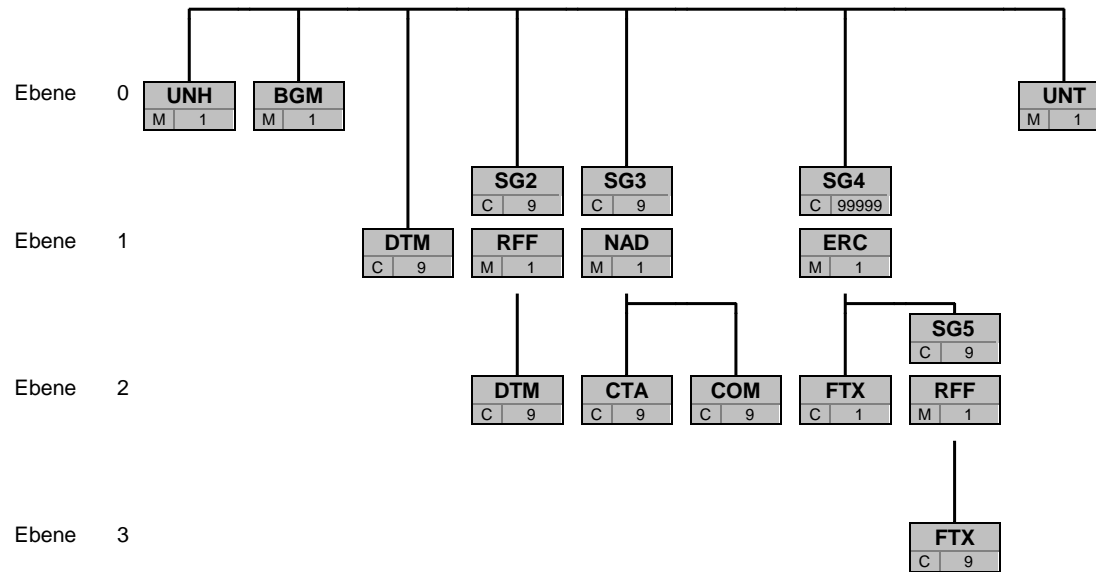 Ebene 0 UNH BGM UNT
M 1 M 1 M 1
SG2 SG3 SG4
C 9 C 9 C 99999
Ebene 1 DTM RFF NAD ERC
C 9 M 1 M 1 M 1
SG5
C 9
Ebene 2 DTM CTA COM FTX RFF
C 9 C 9 C 9 C 1 M 1
Ebene 3 FTX
C 9